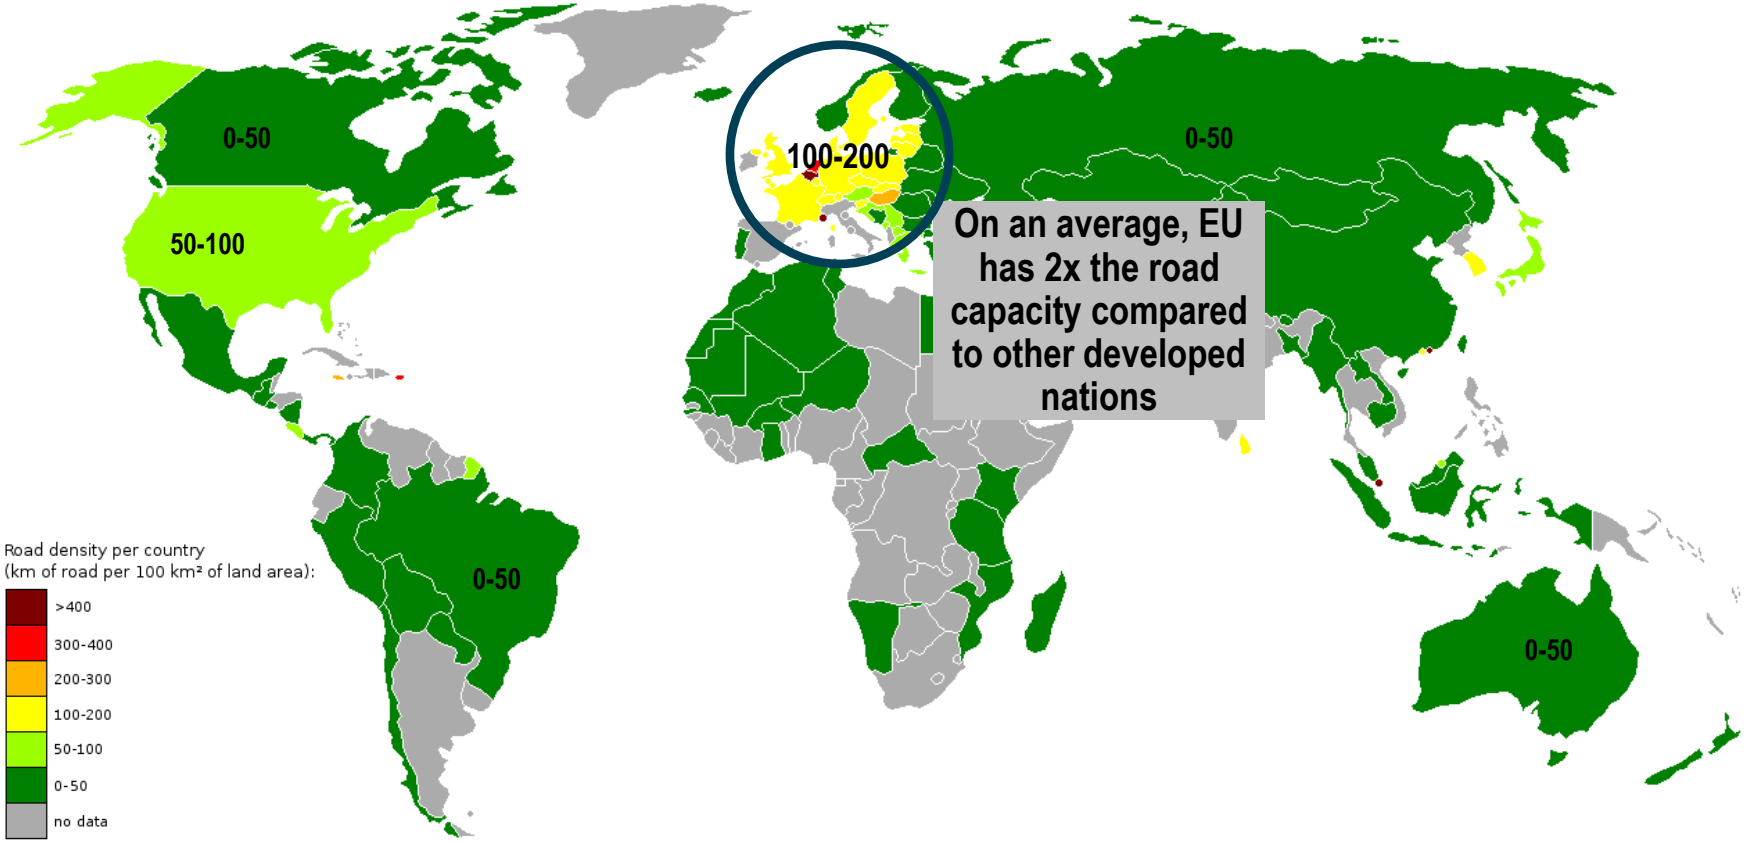 0-50
100-200
0-50
50-100
On an average, EU
has 2x the road
capacity compared
to other developed
nations
Road density per country
(km of road per 100 km² of land area):
>400
300-400
200-300
100-200
50-100
0-50
no data
0-50
0-50